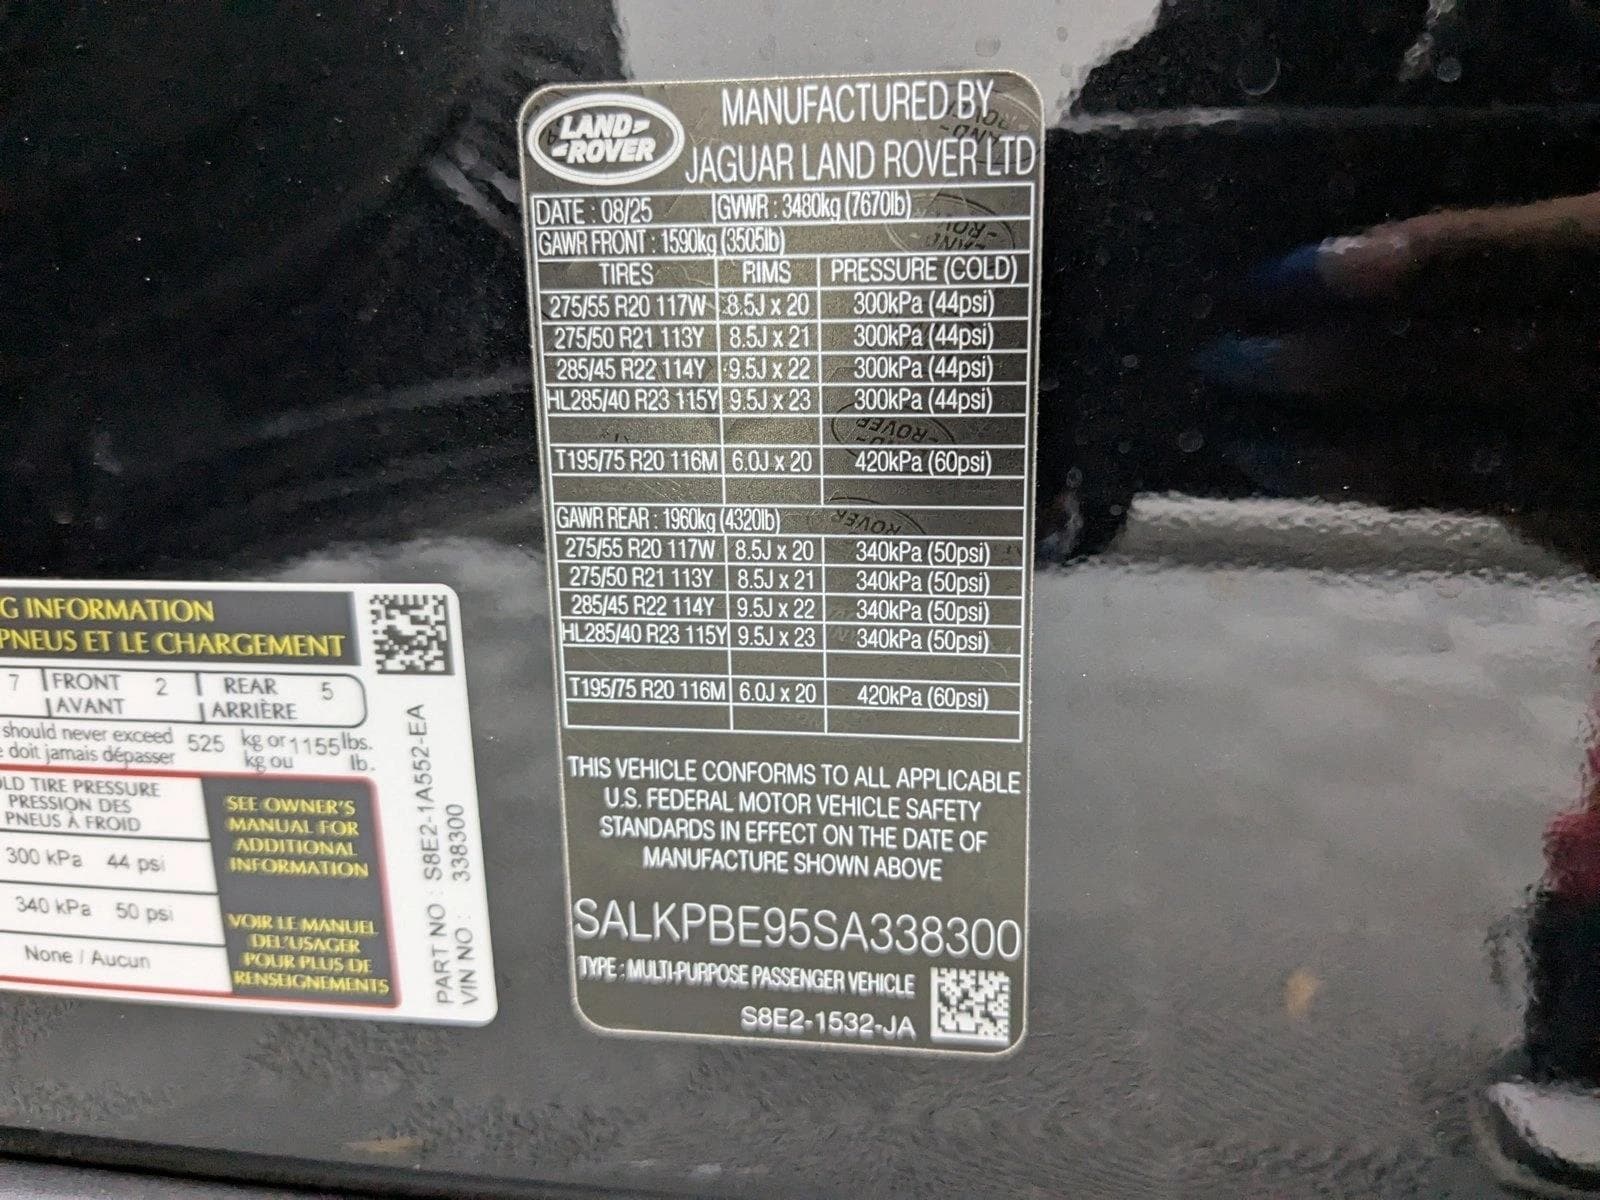 LAND-
-ROVER
MANUFACTURED BY
JAGUAR LAND ROVER LTD
DATE : 08/25 GVWR : 3480kg (7670lb)
GAWR FRONT : 1590kg (3505lb)
TIRES RIMS PRESSURE (COLD)
275/55 R20 117W 8.5J x 20 300kPa (44psi)
275/50 R21 113Y 8.5J x 21 300kPa (44psi)
285/45 R22 114Y 9.5J x 22 300kPa (44psi)
HL285/40 R23 115Y 9.5J x 23 300kPa (44psi)
T195/75 R20 116M 6.0J x 20 420kPa (60psi)
GAWR REAR : 1960kg (4320lb)
275/55 R20 117W 8.5J x 20 340kPa (50psi)
275/50 R21 113Y 8.5J x 21 340kPa (50psi)
285/45 R22 114Y 9.5J x 22 340kPa (50psi)
HL285/40 R23 115Y 9.5J x 23 340kPa (50psi)
T195/75 R20 116M 6.0J x 20 420kPa (60psi)
THIS VEHICLE CONFORMS TO ALL APPLICABLE
U.S. FEDERAL MOTOR VEHICLE SAFETY
STANDARDS IN EFFECT ON THE DATE OF
MANUFACTURE SHOWN ABOVE
SALKPBE95SA338300
TYPE : MULTI-PURPOSE PASSENGER VEHICLE
S8E2-1532-JA
G INFORMATION
PNEUS ET LE CHARGEMENT
7 FRONT 2 REAR 5
AVANT ARRIÈRE
should never exceed 525 kg or 1155 lbs.
doit jamais dépasser kg ou lb.
LD TIRE PRESSURE
PRESSION DES
PNEUS À FROID
300 kPa 44 psi
340 kPa 50 psi
None / Aucun
SEE OWNER'S
MANUAL FOR
ADDITIONAL
INFORMATION
VOIR LE MANUEL
DEL'USAGER
POUR PLUS DE
RENSEIGNEMENTS
PART NO : S8E2-1A552-EA
VIN NO : 338300